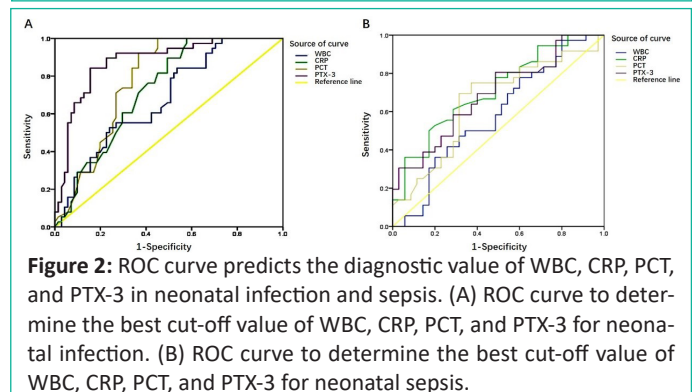 A
B
Source of curve
WBC
CRP
PCT
PTX-3
Reference line
Sensitivity
1.0
0.8
0.6
0.4
0.2
0.0
0.0 0.2 0.4 0.6 0.8 1.0
1-Specificity
Source of curve
WBC
CRP
PCT
PTX-3
Reference line
Sensitivity
1.0
0.8
0.6
0.4
0.2
0.0
0.0 0.2 0.4 0.6 0.8 1.0
1-Specificity
Figure 2: ROC curve predicts the diagnostic value of WBC, CRP, PCT,
and PTX-3 in neonatal infection and sepsis. (A) ROC curve to deter-
mine the best cut-off value of WBC, CRP, PCT, and PTX-3 for neona-
tal infection. (B) ROC curve to determine the best cut-off value of
WBC, CRP, PCT, and PTX-3 for neonatal sepsis.